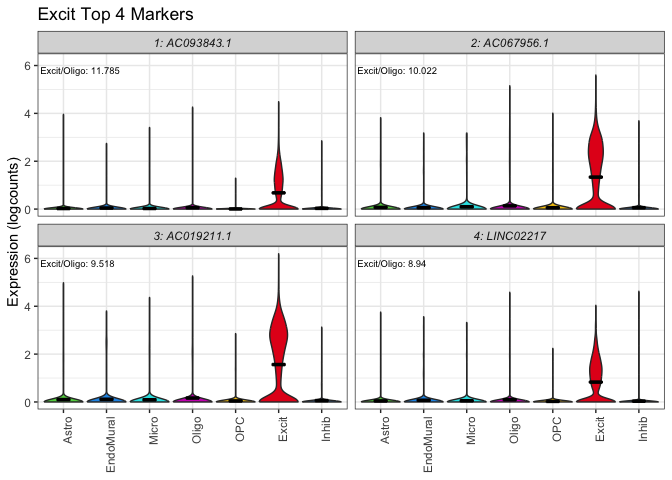 Excit Top 4 Markers
1: AC093843.1
2: AC067956.1
Excit/Oligo: 11.785
Excit/Oligo: 10.022
6
4
2
0
3: AC019211.1
4: LINC02217
Excit/Oligo: 9.518
Excit/Oligo: 8.94
6
4
2
0
Expression (logcounts)
Astro
EndoMural
Micro
Oligo
OPC
Excit
Inhib
Astro
EndoMural
Micro
Oligo
OPC
Excit
Inhib